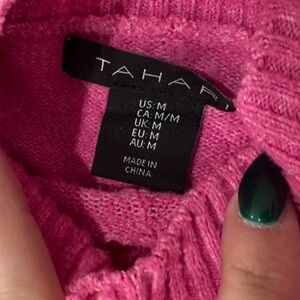 TAHARI
US: M
CA: M/M
UK: M
EU: M
AU: M
MADE IN
CHINA